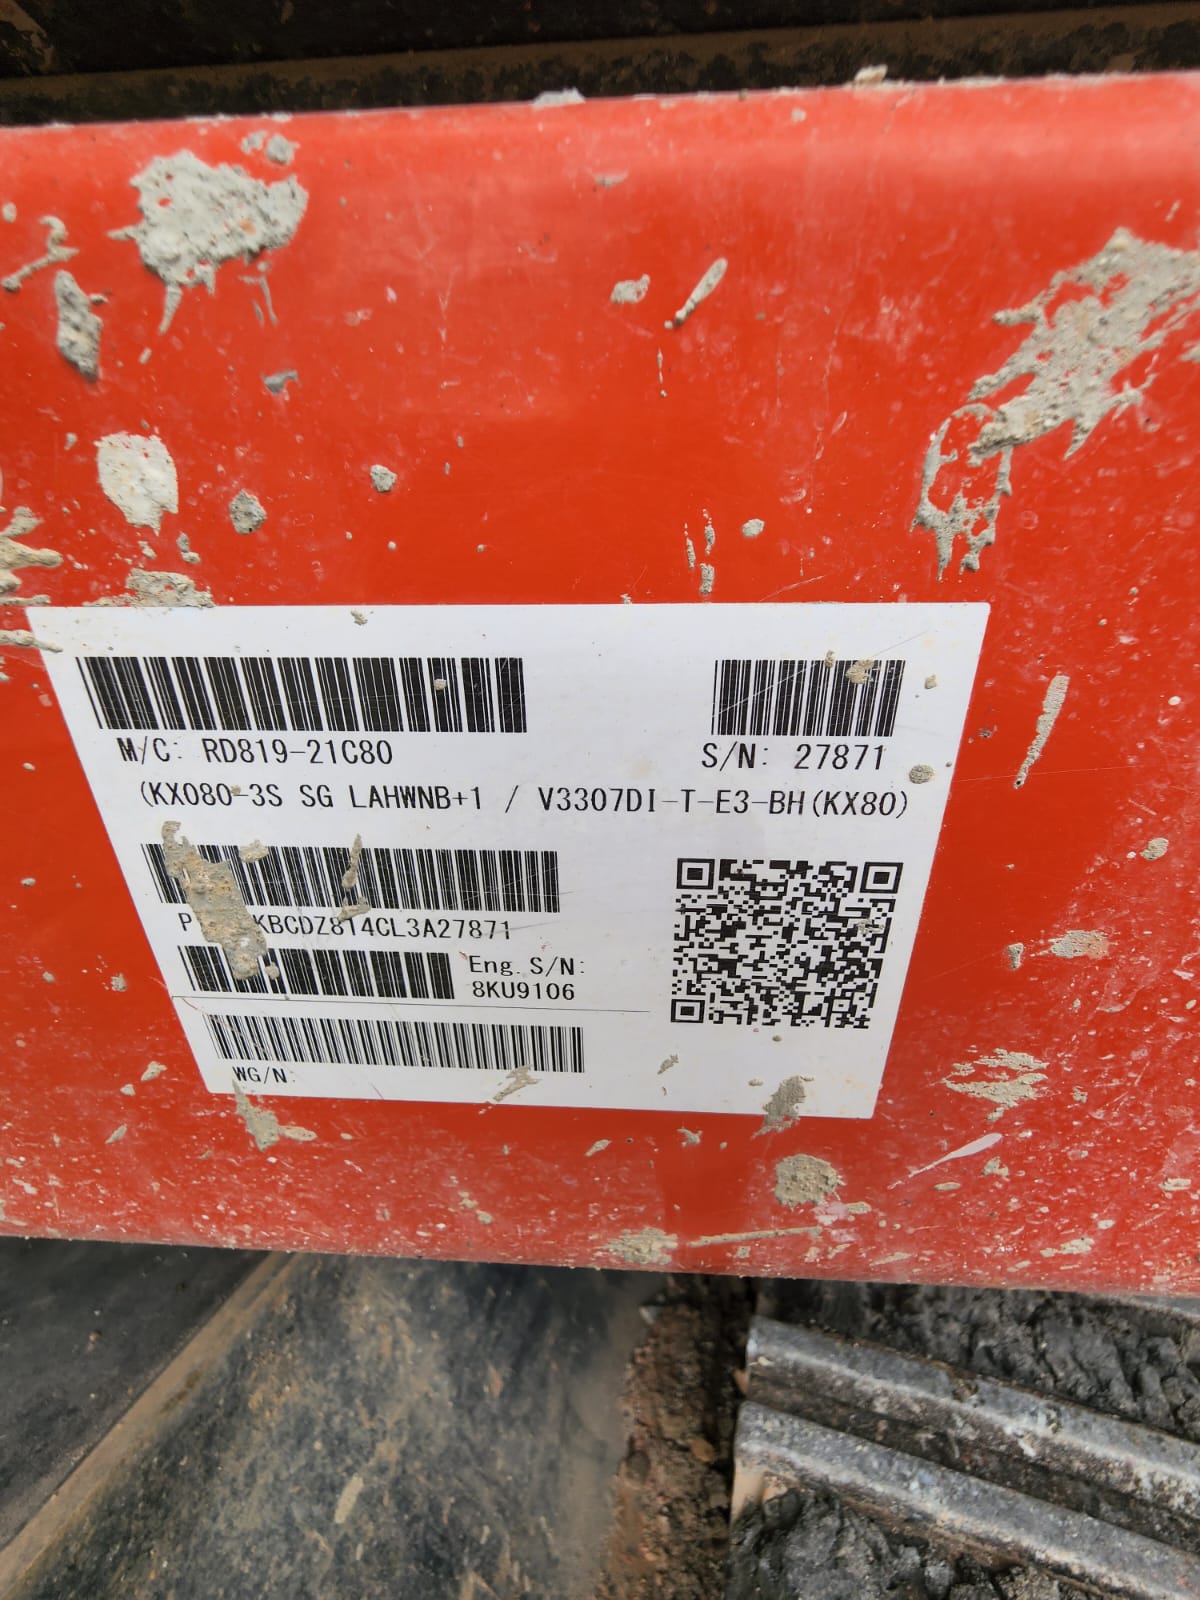 M/C: RD819-21C80
S/N: 27871
(KX080-3S SG LAHWNB+1 / V3307DI-T-E3-BH(KX80)
KBCDZ814CL3A27871
Eng. S/N:
8KU9106
WG/N: